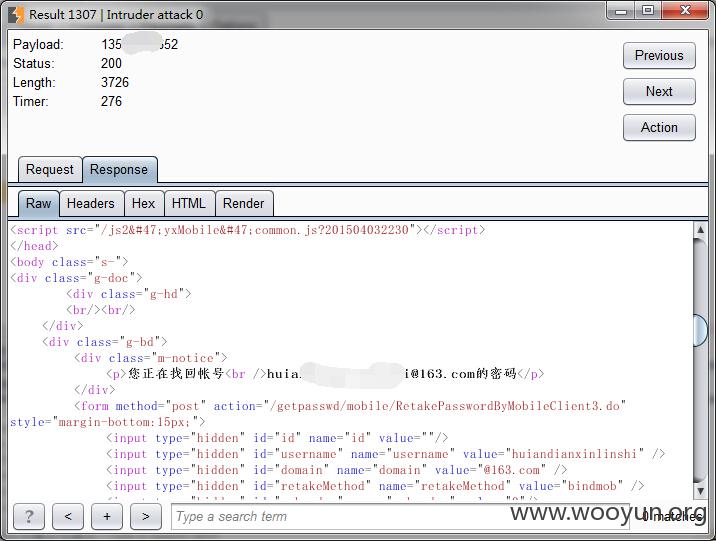 Result 1307 | Intruder attack 0
Payload: 135 552
Status: 200
Length: 3726
Timer: 276
Previous
Next
Action
Request Response
Raw Headers Hex HTML Render
<script src="/js2&#47;yxMobile&#47;common.js?201504032230"></script>
</head>
<body class="s-">
<div class="g-doc">
<div class="g-hd">
<br/><br/>
</div>
<div class="g-bd">
<div class="m-notice">
<p>您正在找回帐号<br />huia i@163.com的密码</p>
</div>
<form method="post" action="/getpasswd/mobile/RetakePasswordByMobileClient3.do"
style="margin-bottom:15px;">
<input type="hidden" id="id" name="id" value=""/>
<input type="hidden" id="username" name="username" value="huiandianxinlinshi" />
<input type="hidden" id="domain" name="domain" value="@163.com" />
<input type="hidden" id="retakeMethod" name="retakeMethod" value="bindmob" />
? < + > Type a search term 0 matches
www.wooyun.org